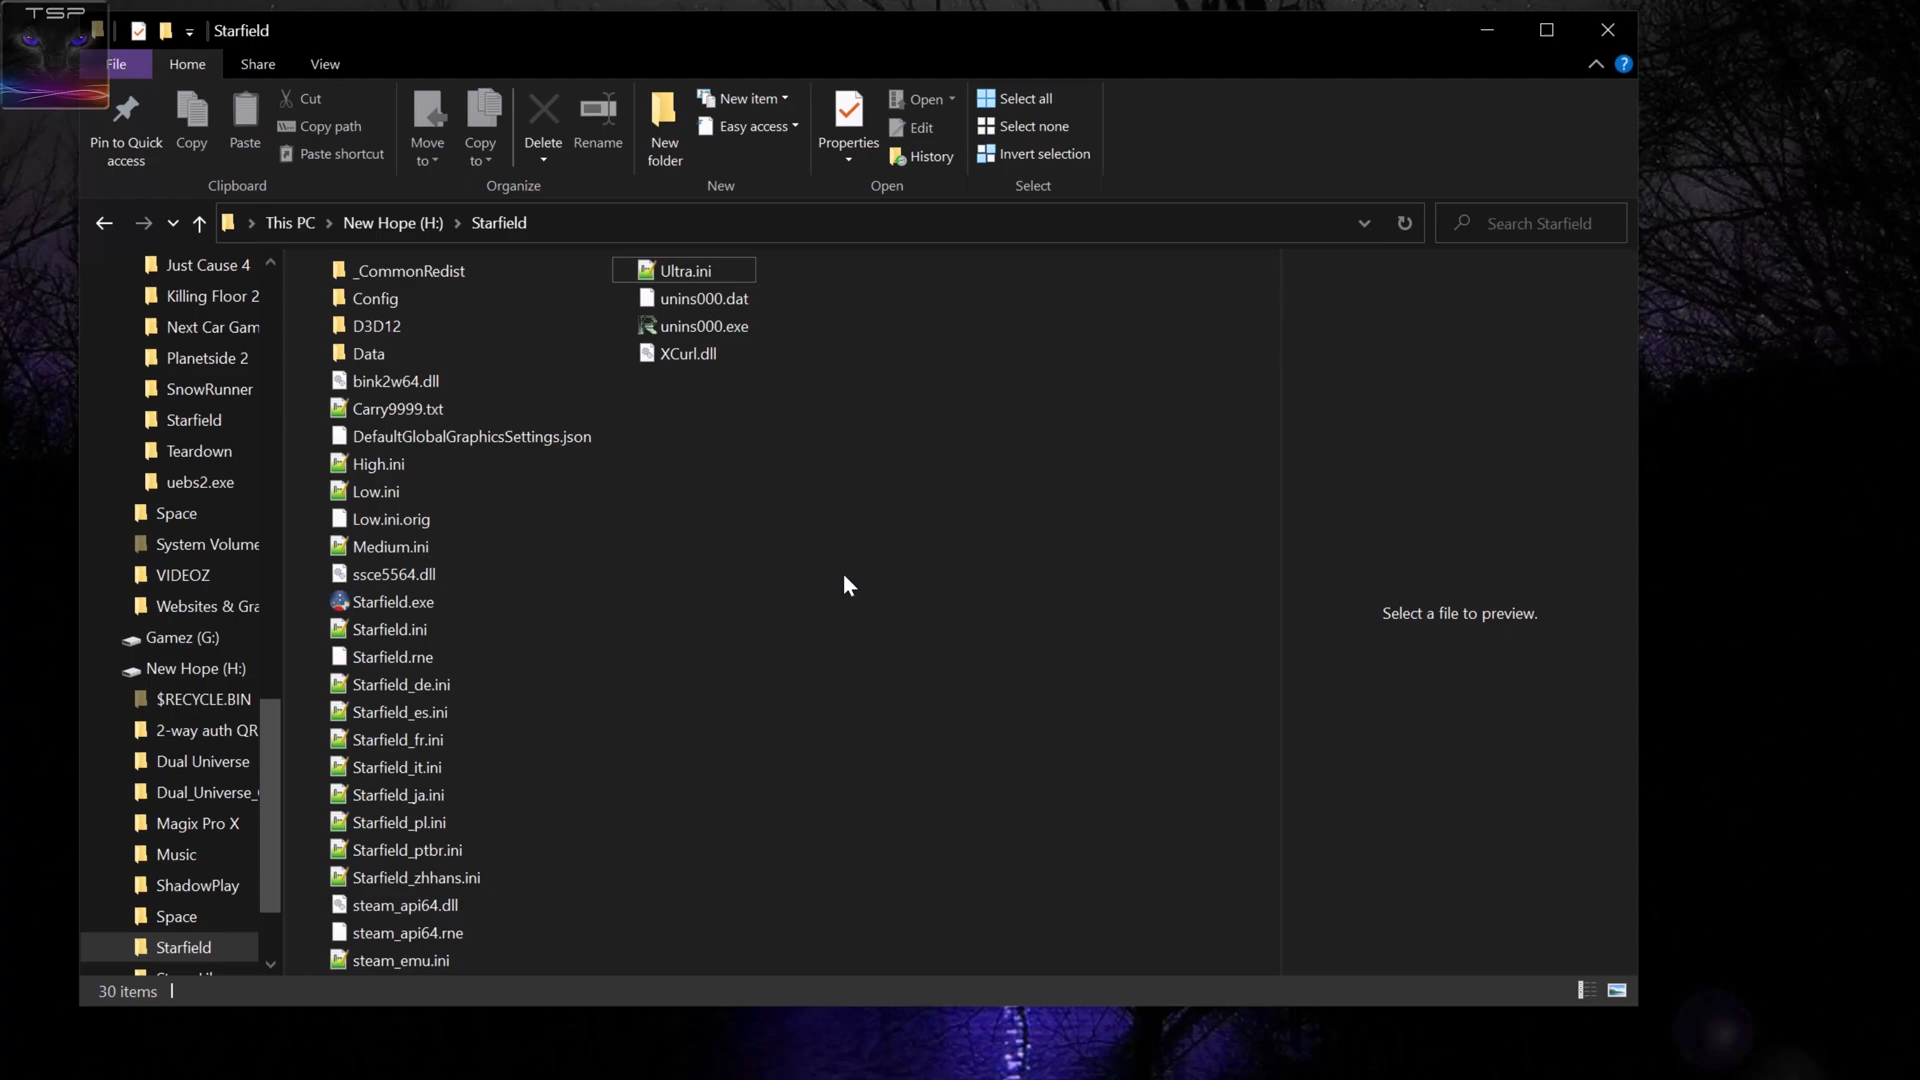 TSP
Starfield
File Home Share View
Pin to Quick access
Copy
Paste
Cut
Copy path
Paste shortcut
Clipboard
Move to
Copy to
Delete
Rename
Organize
New folder
New item
Easy access
New
Properties
Open
Edit
History
Open
Select all
Select none
Invert selection
Select
This PC > New Hope (H:) > Starfield
Search Starfield
Just Cause 4
Killing Floor 2
Next Car Gam
Planetside 2
SnowRunner
Starfield
Teardown
uebs2.exe
Space
System Volume
VIDEOZ
Websites & Gra
Gamez (G:)
New Hope (H:)
$RECYCLE.BIN
2-way auth QR
Dual Universe
Dual_Universe_
Magix Pro X
Music
ShadowPlay
Space
Starfield
_CommonRedist
Config
D3D12
Data
bink2w64.dll
Carry9999.txt
DefaultGlobalGraphicsSettings.json
High.ini
Low.ini
Low.ini.orig
Medium.ini
ssce5564.dll
Starfield.exe
Starfield.ini
Starfield.rne
Starfield_de.ini
Starfield_es.ini
Starfield_fr.ini
Starfield_it.ini
Starfield_ja.ini
Starfield_pl.ini
Starfield_ptbr.ini
Starfield_zhhans.ini
steam_api64.dll
steam_api64.rne
steam_emu.ini
Ultra.ini
unins000.dat
unins000.exe
XCurl.dll
Select a file to preview.
30 items